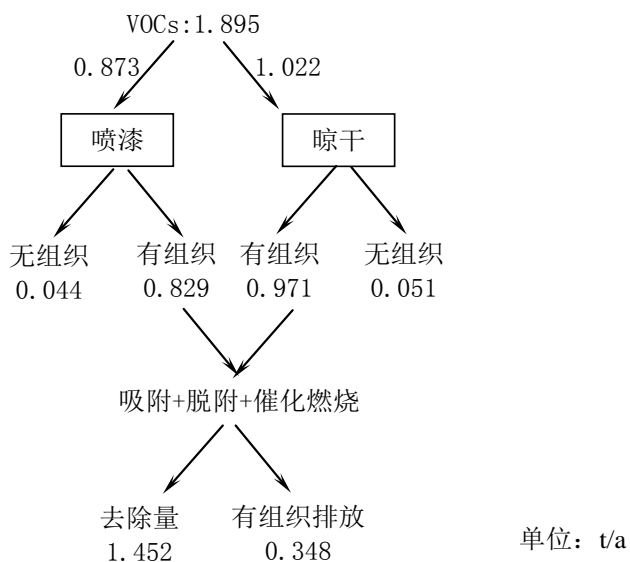 VOCs:1.895
0.873
1.022
喷漆
晾干
无组织
有组织
有组织
无组织
0.044
0.829
0.971
0.051
吸附+脱附+催化燃烧
去除量
有组织排放
1.452
0.348
单位：t/a